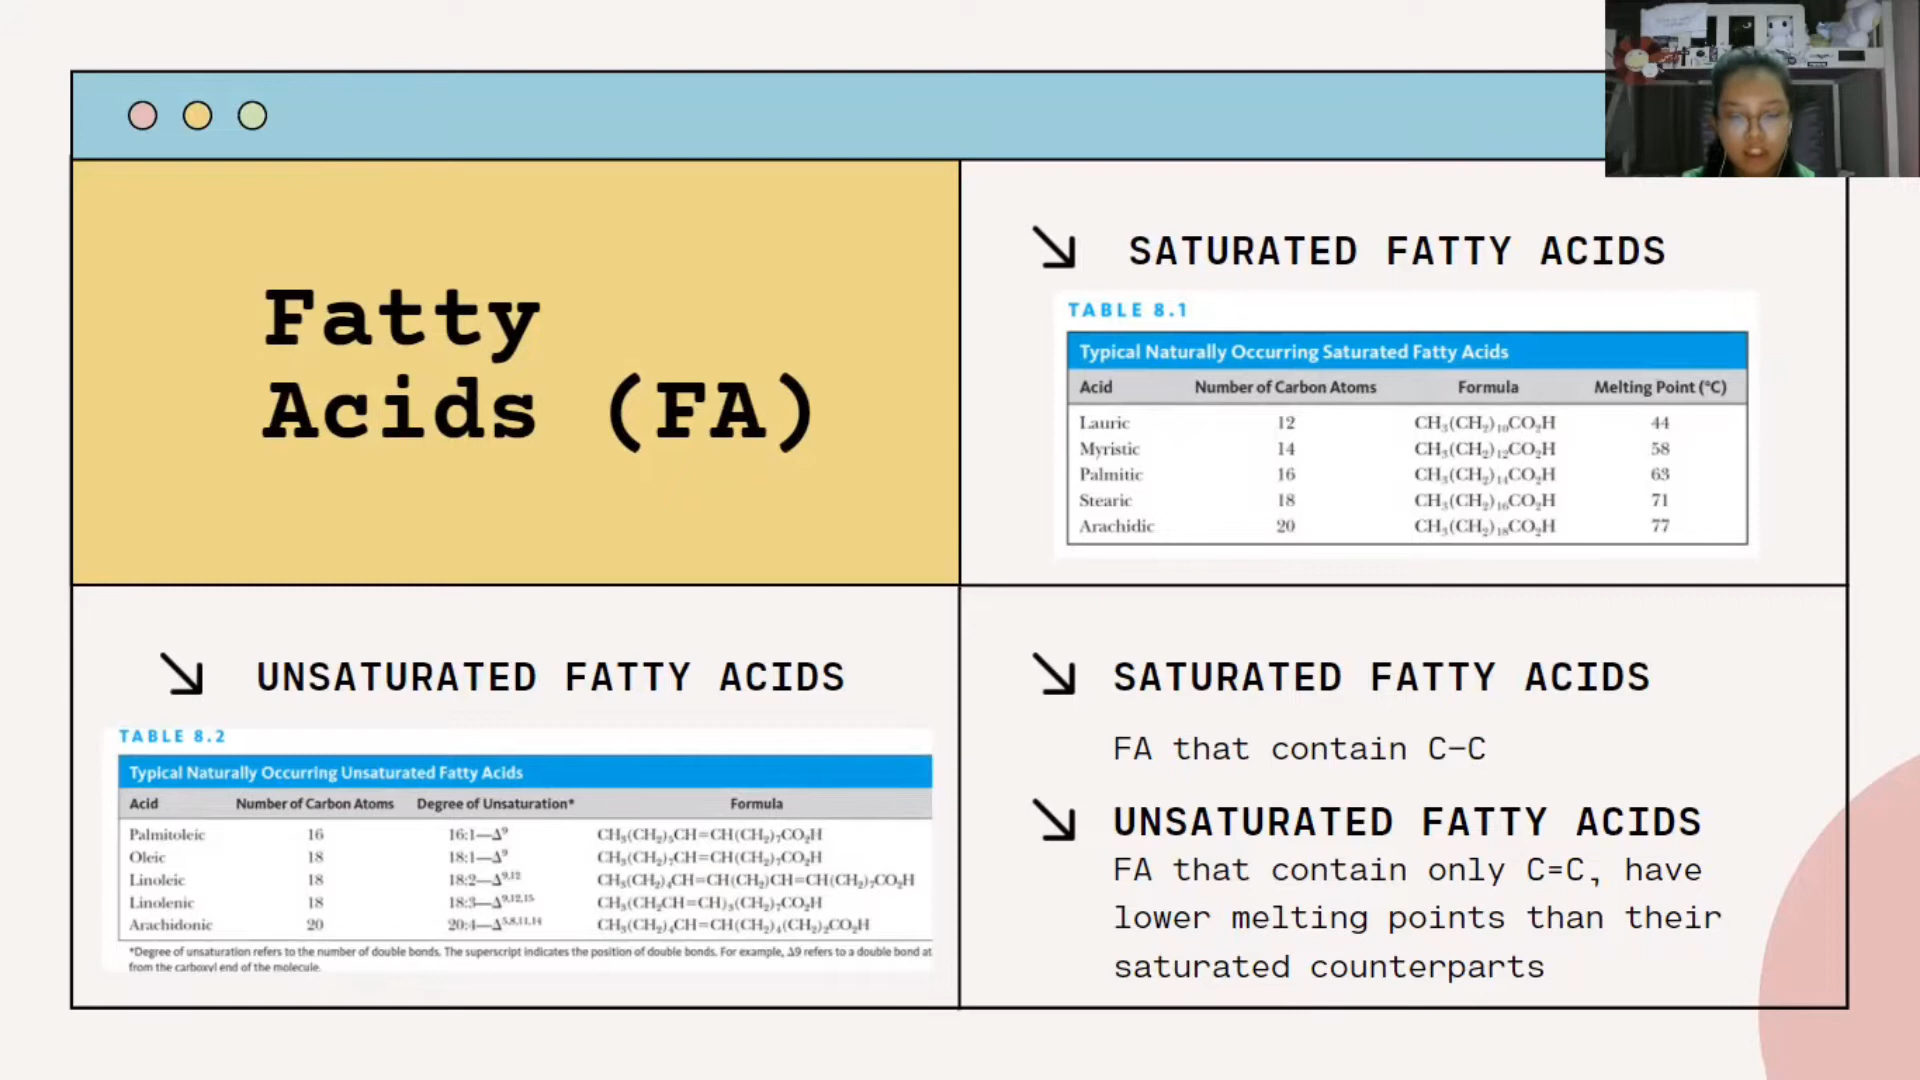 Fatty
Acids (FA)
SATURATED FATTY ACIDS
TABLE 8.1
Typical Naturally Occurring Saturated Fatty Acids
Acid Number of Carbon Atoms Formula Melting Point (°C)
Lauric 12 CH₃(CH₂)₁₀CO₂H 44
Myristic 14 CH₃(CH₂)₁₂CO₂H 58
Palmitic 16 CH₃(CH₂)₁₄CO₂H 63
Stearic 18 CH₃(CH₂)₁₆CO₂H 71
Arachidic 20 CH₃(CH₂)₁₈CO₂H 77
UNSATURATED FATTY ACIDS
TABLE 8.2
Typical Naturally Occurring Unsaturated Fatty Acids
Acid Number of Carbon Atoms Degree of Unsaturation* Formula
Palmitoleic 16 16:1—Δ⁹ CH₃(CH₂)₅CH=CH(CH₂)₇CO₂H
Oleic 18 18:1—Δ⁹ CH₃(CH₂)₇CH=CH(CH₂)₇CO₂H
Linoleic 18 18:2—Δ⁹,¹² CH₃(CH₂)₄CH=CH(CH₂)CH=CH(CH₂)₇CO₂H
Linolenic 18 18:3—Δ⁹,¹²,¹⁵ CH₃(CH₂CH=CH)₃(CH₂)₇CO₂H
Arachidonic 20 20:4—Δ⁵,⁸,¹¹,¹⁴ CH₃(CH₂)₄CH=CH(CH₂)₄(CH₂)₂CO₂H
*Degree of unsaturation refers to the number of double bonds. The superscript indicates the position of double bonds. For example, Δ9 refers to a double bond at
from the carboxyl end of the molecule.
SATURATED FATTY ACIDS
FA that contain C–C
UNSATURATED FATTY ACIDS
FA that contain only C=C, have
lower melting points than their
saturated counterparts